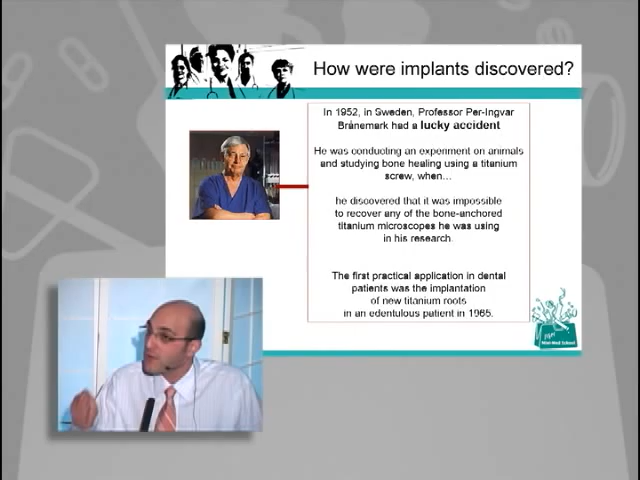 How were implants discovered?
In 1952, in Sweden, Professor Per-Ingvar
Brånemark had a lucky accident
He was conducting an experiment on animals
and studying bone healing using a titanium
screw, when…
he discovered that it was impossible
to recover any of the bone-anchored
titanium microscopes he was using
in his research.
The first practical application in dental
patients was the implantation
of new titanium roots
in an edentulous patient in 1965.
Mini-Med School